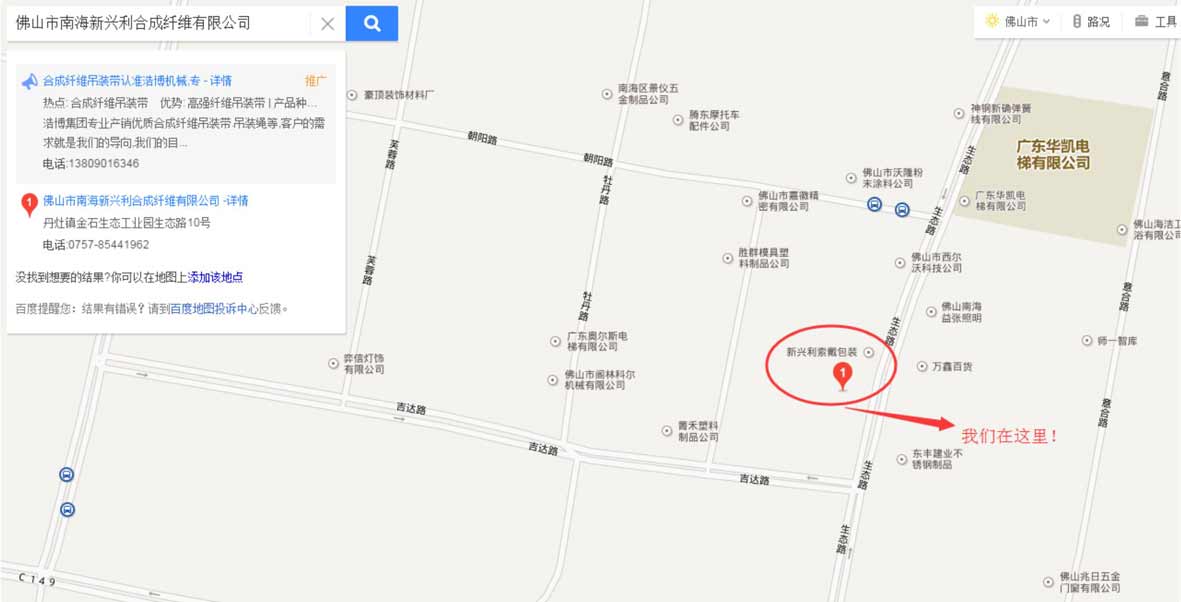 佛山市南海新兴利合成纤维有限公司
佛山市
路况
工具
合成纤维吊装带认准浩博机械,专 - 详情
推广
热点: 合成纤维吊装带 优势: 高强纤维吊装带 | 产品种...
浩博集团专业产销优质合成纤维吊装带 吊装绳等,客户的需
求就是我们的导向,我们的目...
电话:13809016346
1
佛山市南海新兴利合成纤维有限公司 -详情
丹灶镇金石生态工业园生态路10号
电话:0757-85441962
没找到想要的结果?你可以在地图上添加该地点
百度提醒您：结果有错误？请到百度地图投诉中心反馈。
豪顶装饰材料厂
南海区景仪五
金制品公司
腾东摩托车
配件公司
神钢新确弹簧
线有限公司
广东华凯电
梯有限公司
意合路
朝阳路
朝阳路
芙蓉路
牡丹路
生态路
佛山市沃隆粉
末涂料公司
佛山市嘉徽精
密有限公司
广东华凯电
梯有限公司
生态路
佛山海洁卫
浴有限公司
胜群模具塑
料制品公司
佛山市西尔
沃科技公司
芙蓉路
牡丹路
意合路
佛山南海
益张照明
生态路
广东奥尔斯电
梯有限公司
师一智库
新兴利索戴包装
弈信灯饰
有限公司
万鑫百货
1
佛山市阁林科尔
机械有限公司
吉达路
意合路
菁禾塑料
制品公司
我们在这里！
吉达路
东丰建业不
锈钢制品
吉达路
生态路
生态路
C149
佛山兆日五金
门窗有限公司